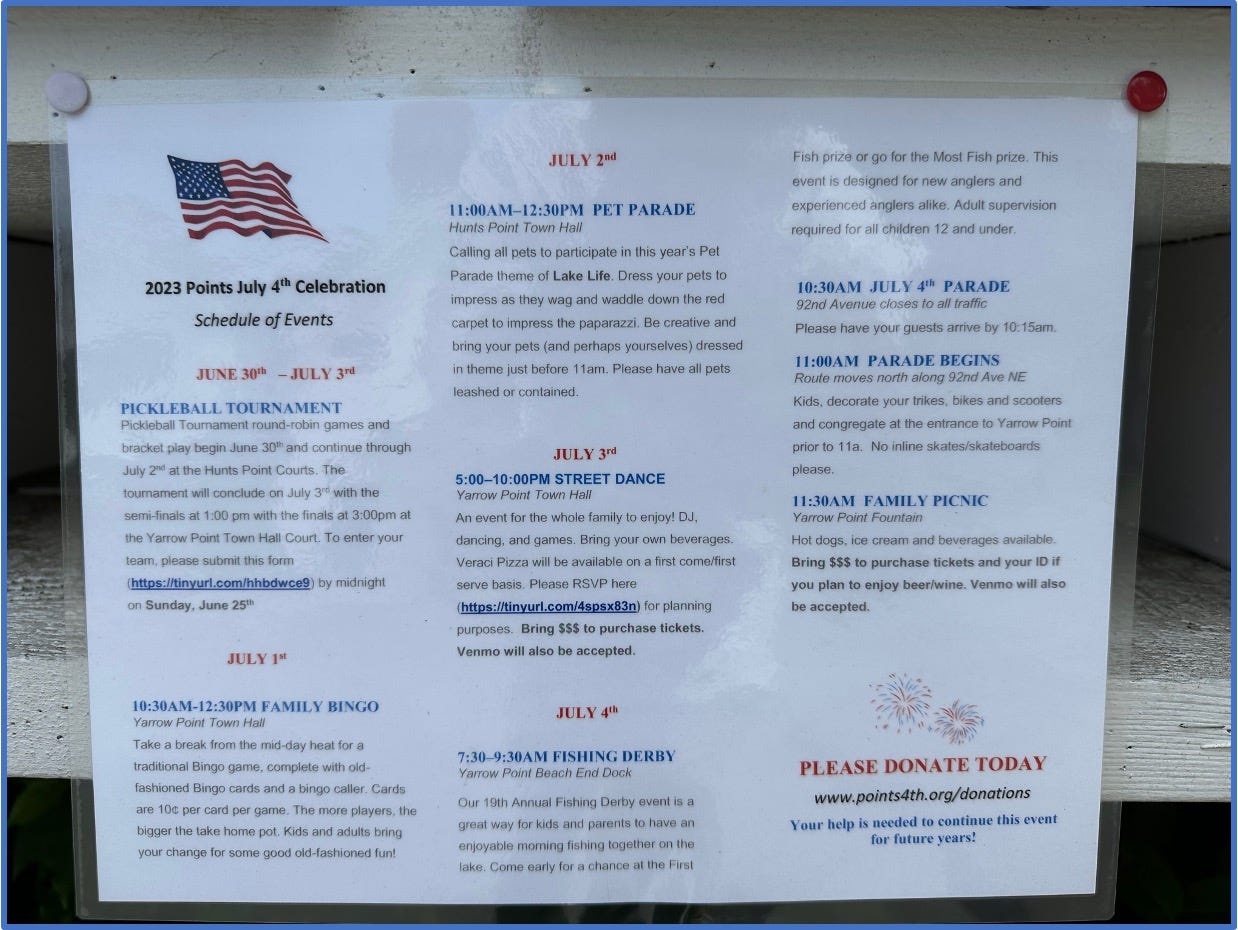 2023 Points July 4th Celebration
Schedule of Events
JUNE 30th – JULY 3rd
PICKLEBALL TOURNAMENT
Pickleball Tournament round-robin games and
bracket play begin June 30th and continue through
July 2nd at the Hunts Point Courts. The
tournament will conclude on July 3rd with the
semi-finals at 1:00 pm with the finals at 3:00pm at
the Yarrow Point Town Hall Court. To enter your
team, please submit this form
(https://tinyurl.com/hhbdwce9) by midnight
on Sunday, June 25th
JULY 1st
10:30AM-12:30PM FAMILY BINGO
Yarrow Point Town Hall
Take a break from the mid-day heat for a
traditional Bingo game, complete with old-
fashioned Bingo cards and a bingo caller. Cards
are 10¢ per card per game. The more players, the
bigger the take home pot. Kids and adults bring
your change for some good old-fashioned fun!
JULY 2nd
11:00AM–12:30PM PET PARADE
Hunts Point Town Hall
Calling all pets to participate in this year's Pet
Parade theme of Lake Life. Dress your pets to
impress as they wag and waddle down the red
carpet to impress the paparazzi. Be creative and
bring your pets (and perhaps yourselves) dressed
in theme just before 11am. Please have all pets
leashed or contained.
JULY 3rd
5:00–10:00PM STREET DANCE
Yarrow Point Town Hall
An event for the whole family to enjoy! DJ,
dancing, and games. Bring your own beverages.
Veraci Pizza will be available on a first come/first
serve basis. Please RSVP here
(https://tinyurl.com/4spsx83n) for planning
purposes. Bring $$$ to purchase tickets.
Venmo will also be accepted.
JULY 4th
7:30–9:30AM FISHING DERBY
Yarrow Point Beach End Dock
Our 19th Annual Fishing Derby event is a
great way for kids and parents to have an
enjoyable morning fishing together on the
lake. Come early for a chance at the First
Fish prize or go for the Most Fish prize. This
event is designed for new anglers and
experienced anglers alike. Adult supervision
required for all children 12 and under.
10:30AM JULY 4th PARADE
92nd Avenue closes to all traffic
Please have your guests arrive by 10:15am.
11:00AM PARADE BEGINS
Route moves north along 92nd Ave NE
Kids, decorate your trikes, bikes and scooters
and congregate at the entrance to Yarrow Point
prior to 11a. No inline skates/skateboards
please.
11:30AM FAMILY PICNIC
Yarrow Point Fountain
Hot dogs, ice cream and beverages available.
Bring $$$ to purchase tickets and your ID if
you plan to enjoy beer/wine. Venmo will also
be accepted.
PLEASE DONATE TODAY
www.points4th.org/donations
Your help is needed to continue this event
for future years!